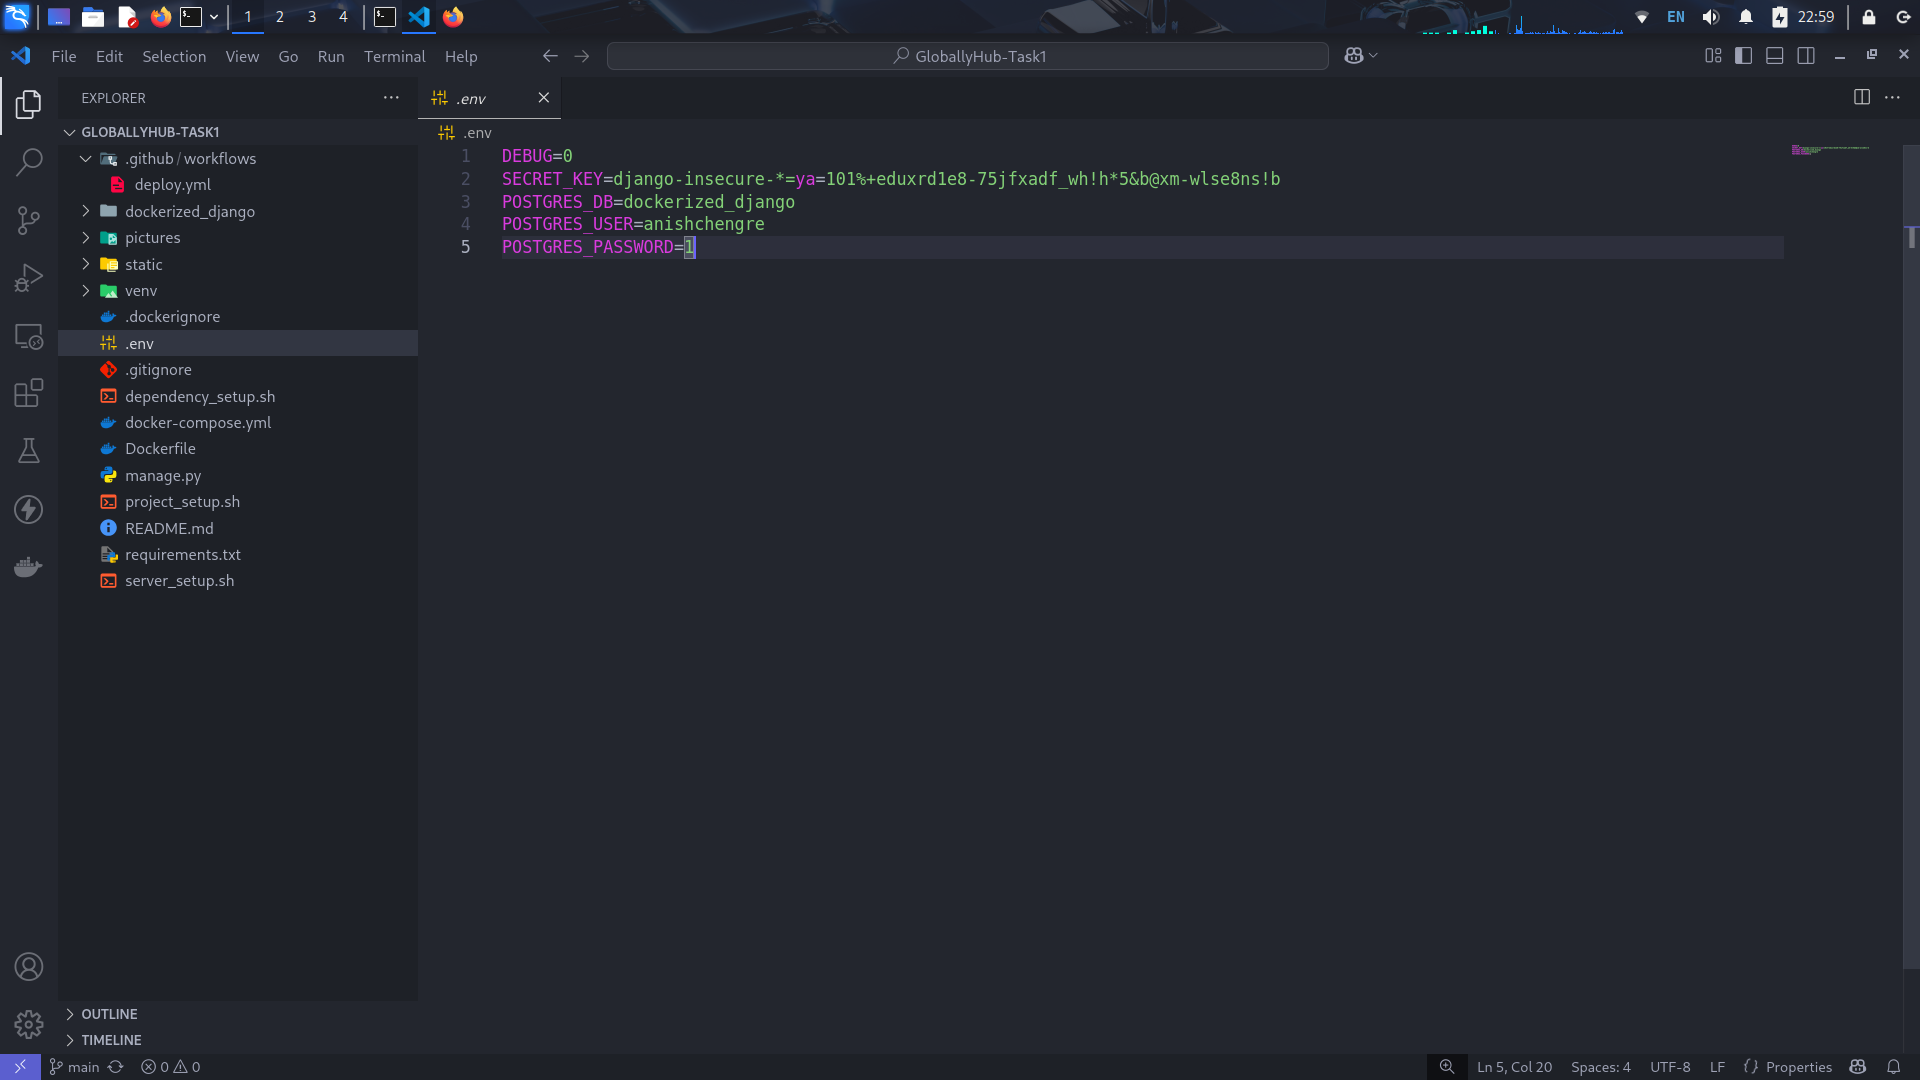 1 2 3 4 EN 22:59
File Edit Selection View Go Run Terminal Help GloballyHub-Task1
EXPLORER
.env
GLOBALLYHUB-TASK1
.github/workflows
deploy.yml
dockerized_django
pictures
static
venv
.dockerignore
.env
.gitignore
dependency_setup.sh
docker-compose.yml
Dockerfile
manage.py
project_setup.sh
README.md
requirements.txt
server_setup.sh
OUTLINE
TIMELINE
.env
1 DEBUG=0
2 SECRET_KEY=django-insecure-*=ya=101%+eduxrd1e8-75jfxadf_wh!h*5&b@xm-wlse8ns!b
3 POSTGRES_DB=dockerized_django
4 POSTGRES_USER=anishchengre
5 POSTGRES_PASSWORD=1
main 0 0 Ln 5, Col 20 Spaces: 4 UTF-8 LF {} Properties